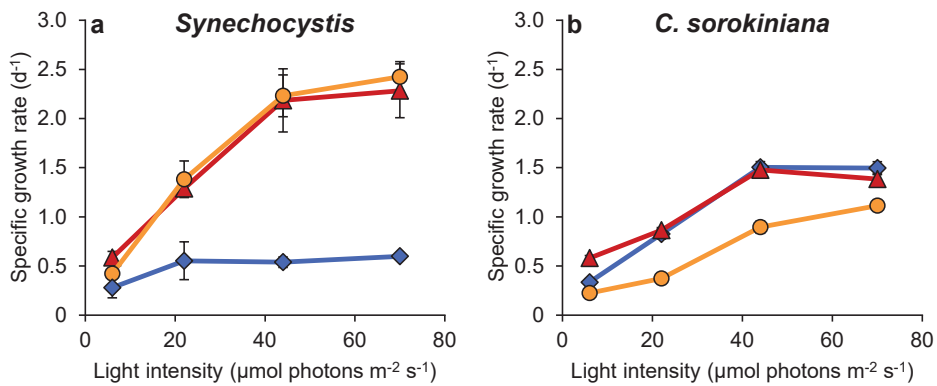 a Synechocystis
Specific growth rate (d-1)
3.0
2.5
2.0
1.5
1.0
0.5
0
0 20 40 60 80
Light intensity (µmol photons m-2 s-1)
b C. sorokiniana
Specific growth rate (d-1)
3.0
2.5
2.0
1.5
1.0
0.5
0
0 20 40 60 80
Light intensity (µmol photons m-2 s-1)